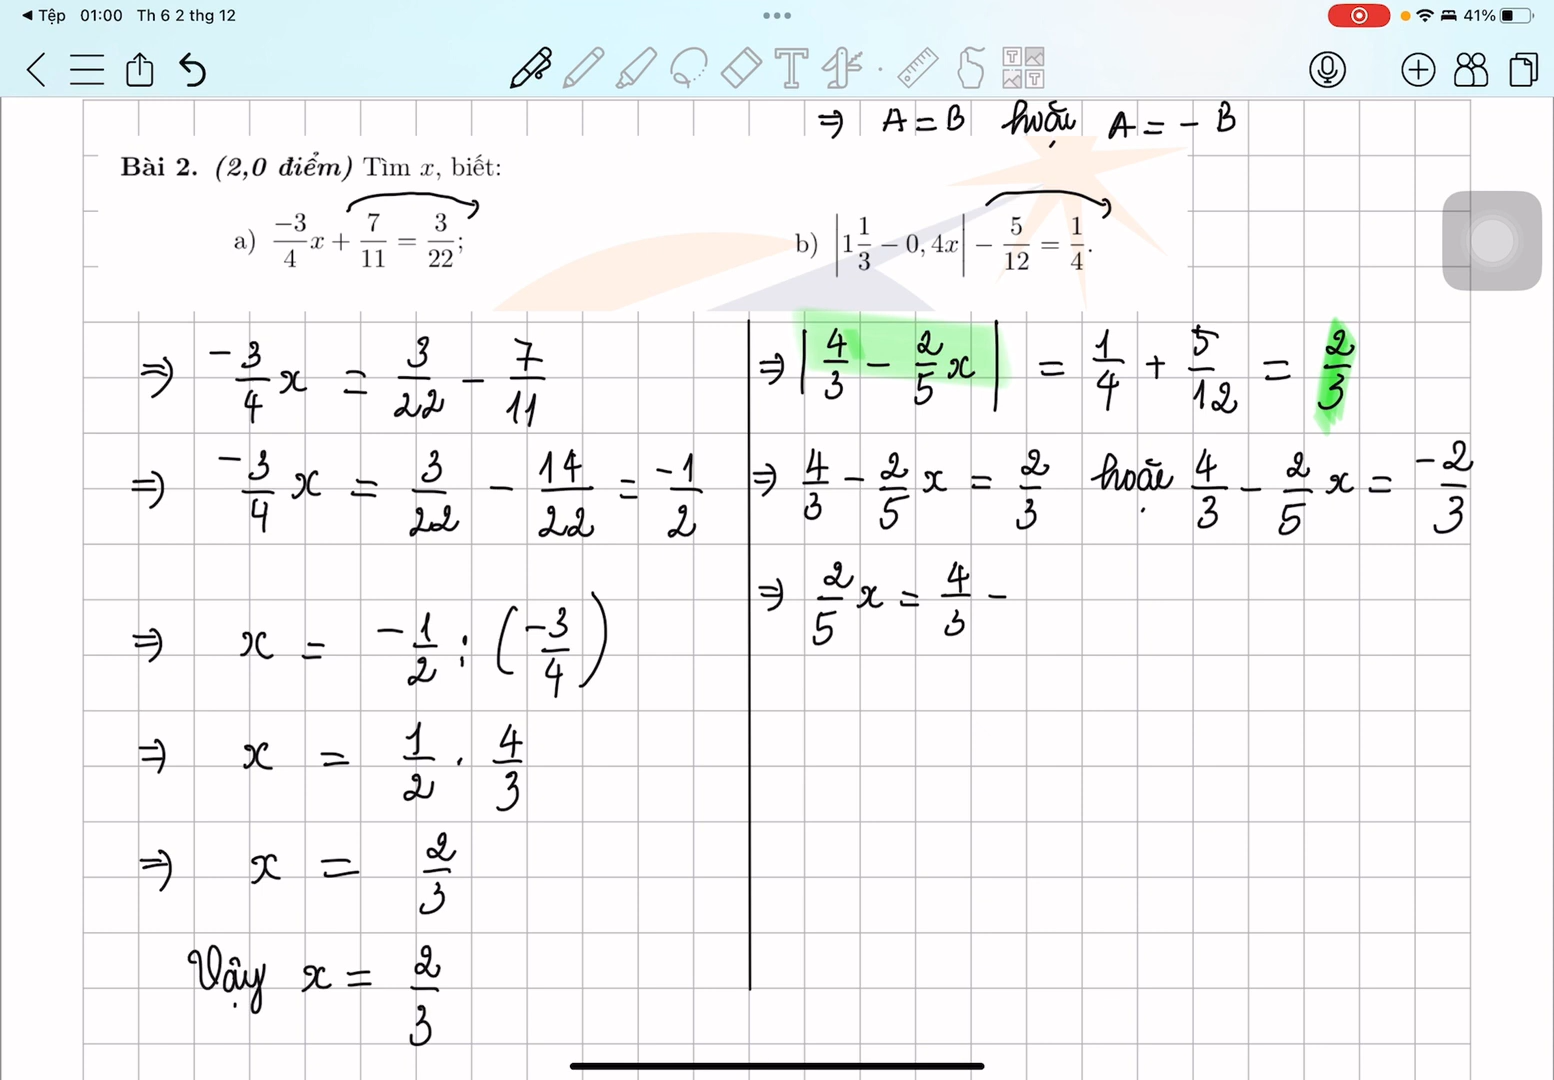 ◄ Tệp 01:00 Th 6 2 thg 12
41%
⇒ A = B hoặc A = - B
Bài 2. (2,0 điểm) Tìm x, biết:
a) -3/4 x + 7/11 = 3/22;
b) |1 1/3 - 0,4x| - 5/12 = 1/4.
⇒ -3/4 x = 3/22 - 7/11
⇒ -3/4 x = 3/22 - 14/22 = -1/2
⇒ x = -1/2 : (-3/4)
⇒ x = 1/2 · 4/3
⇒ x = 2/3
Vậy x = 2/3
⇒ |4/3 - 2/5 x| = 1/4 + 5/12 = 2/3
⇒ 4/3 - 2/5 x = 2/3 hoặc 4/3 - 2/5 x = -2/3
⇒ 2/5 x = 4/3 -